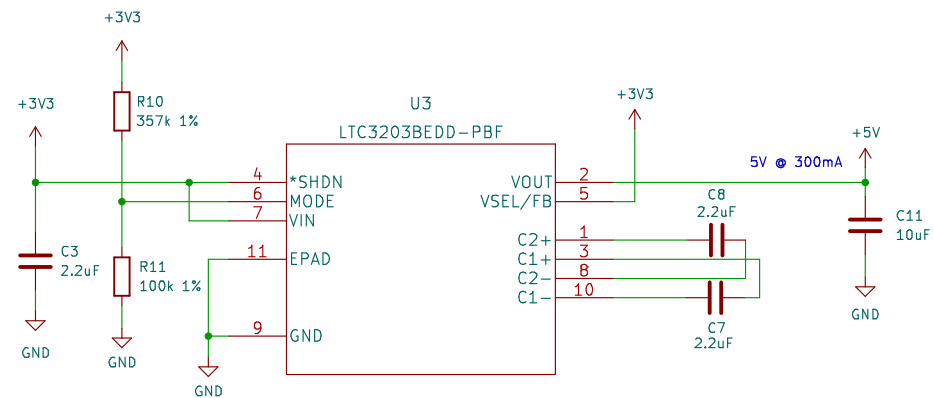 +3V3
+3V3
R10
357k 1%
+3V3
U3
LTC3203BEDD-PBF
+3V3
+5V
5V @ 300mA
4
*SHDN
6
MODE
7
VIN
11
EPAD
9
GND
VOUT
2
VSEL/FB
5
C2+
1
C1+
3
C2-
8
C1-
10
C8
2.2uF
C11
10uF
C3
2.2uF
R11
100k 1%
C7
2.2uF
GND
GND
GND
GND